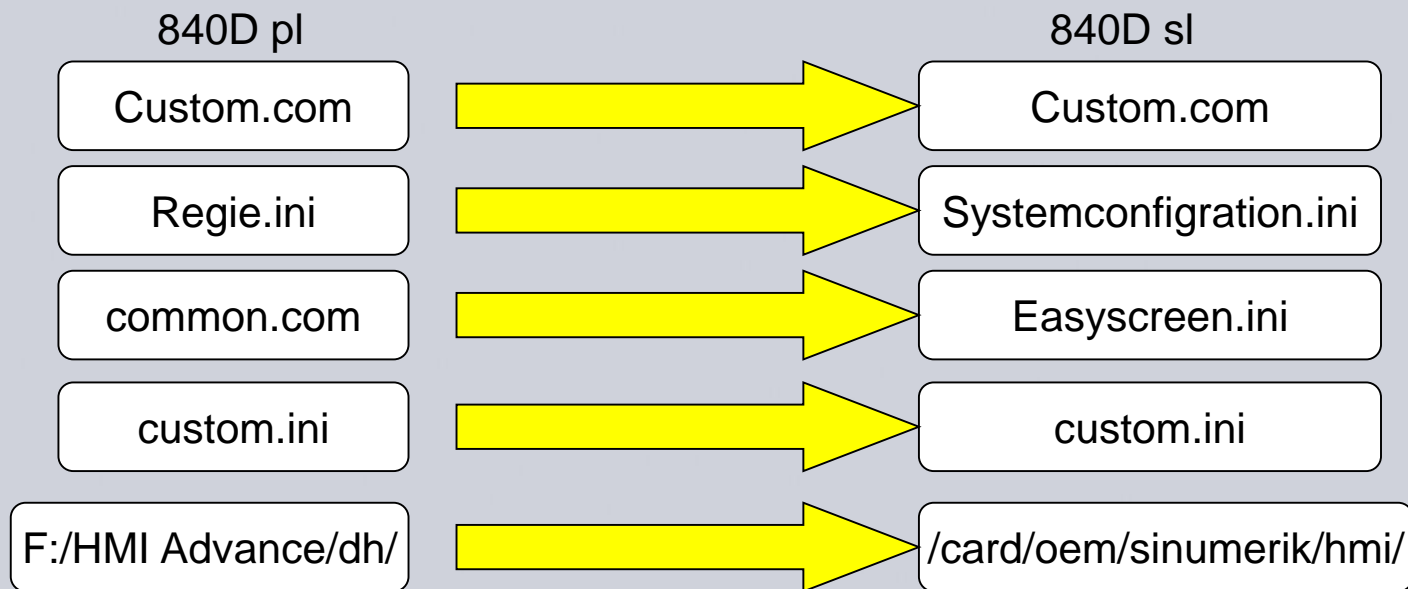 840D pl 840D sl
Custom.com Custom.com
Regie.ini Systemconfigration.ini
common.com Easyscreen.ini
custom.ini custom.ini
F:/HMI Advance/dh/ /card/oem/sinumerik/hmi/